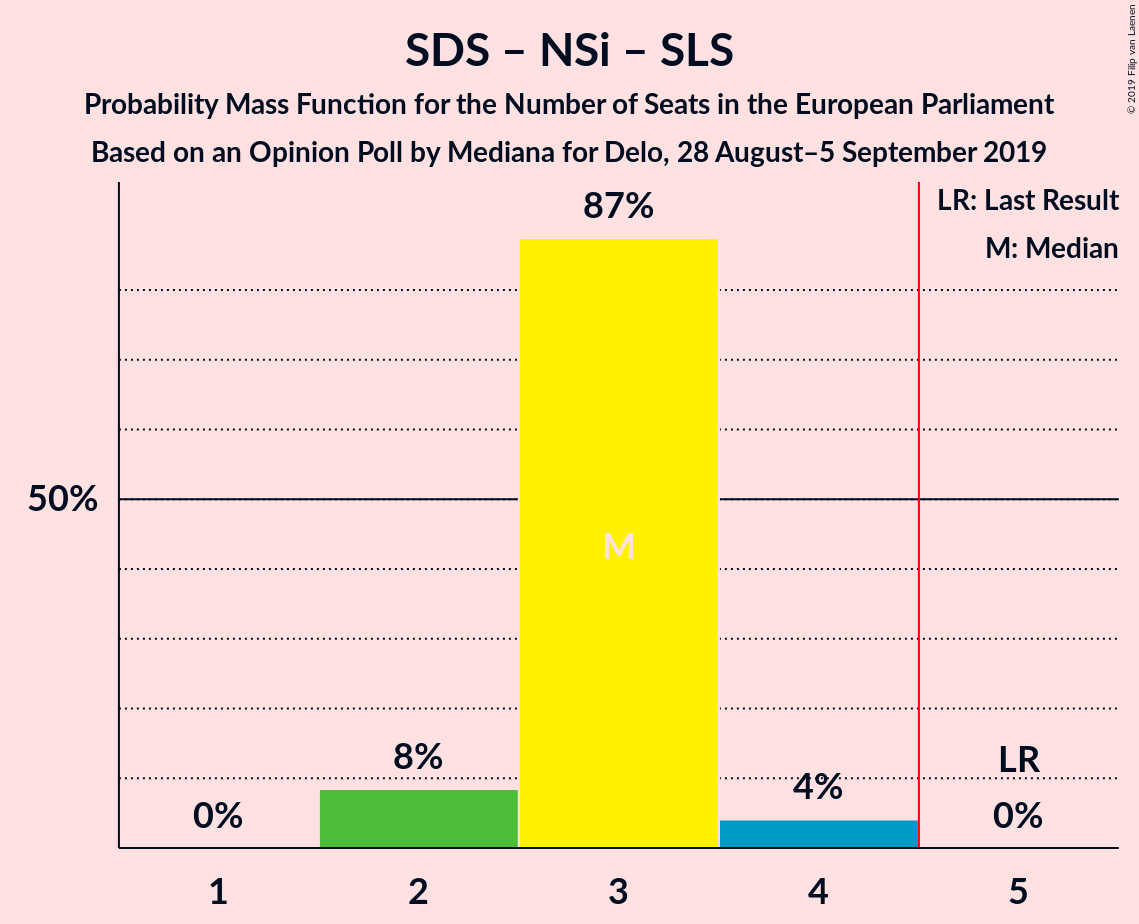 SDS – NSi – SLS
Probability Mass Function for the Number of Seats in the European Parliament
Based on an Opinion Poll by Mediana for Delo, 28 August–5 September 2019
© 2019 Filip van Laenen
LR: Last Result
M: Median
87%
50%
M
8%
LR
4%
0%
0%
1 2 3 4 5